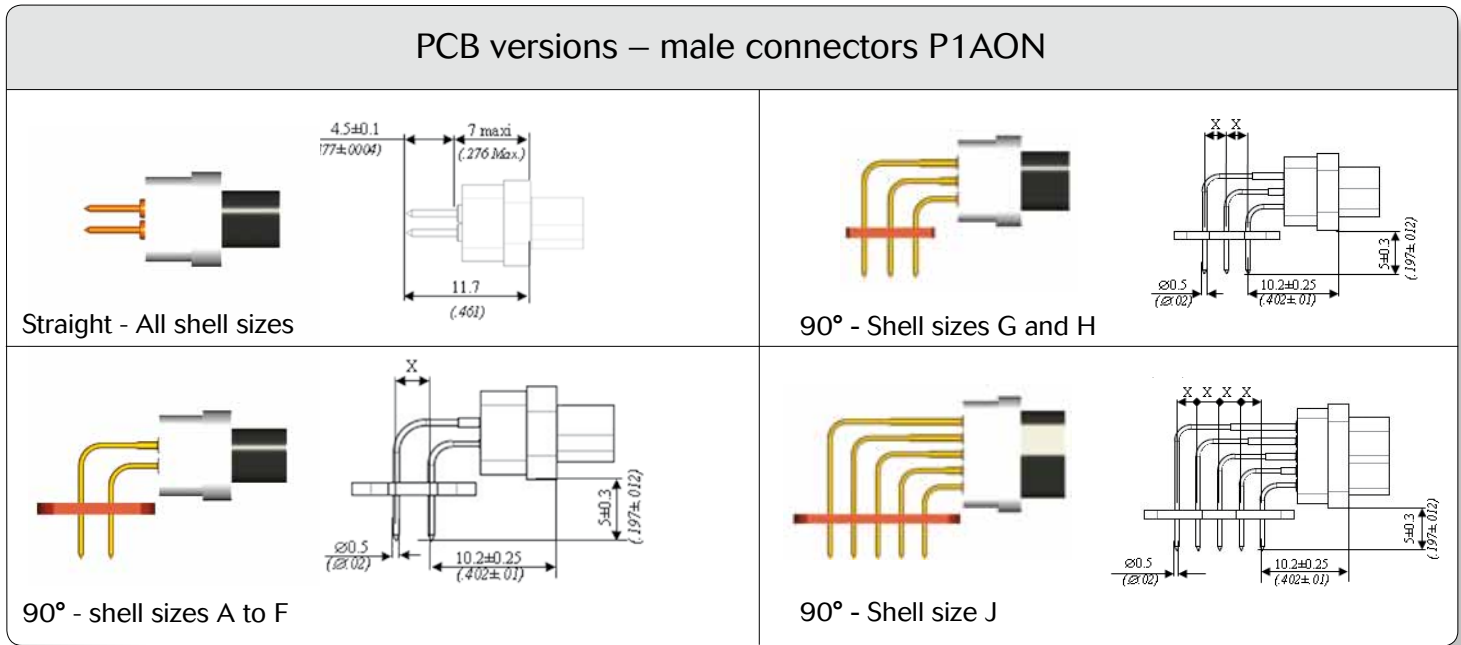 PCB versions – male connectors P1AON
4.5±0.1
7 maxi
77±.0004)
(.276 Max.)
11.7
(.461)
Straight - All shell sizes
X X
5±0.3
(.197±.012)
Ø0.5
(Ø.02)
10.2±0.25
(.402±.01)
90° - Shell sizes G and H
X
5±0.3
(.197±.012)
Ø0.5
(Ø.02)
10.2±0.25
(.402±.01)
90° - shell sizes A to F
X X X X
5±0.3
(.197±.012)
Ø0.5
(Ø.02)
10.2±0.25
(.402±.01)
90° - Shell size J